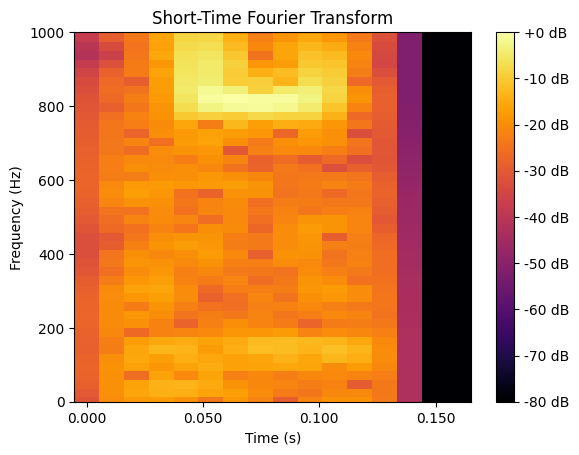 Short-Time Fourier Transform
1000
800
600
400
200
0
Frequency (Hz)
0.000
0.050
0.100
0.150
Time (s)
+0 dB
-10 dB
-20 dB
-30 dB
-40 dB
-50 dB
-60 dB
-70 dB
-80 dB